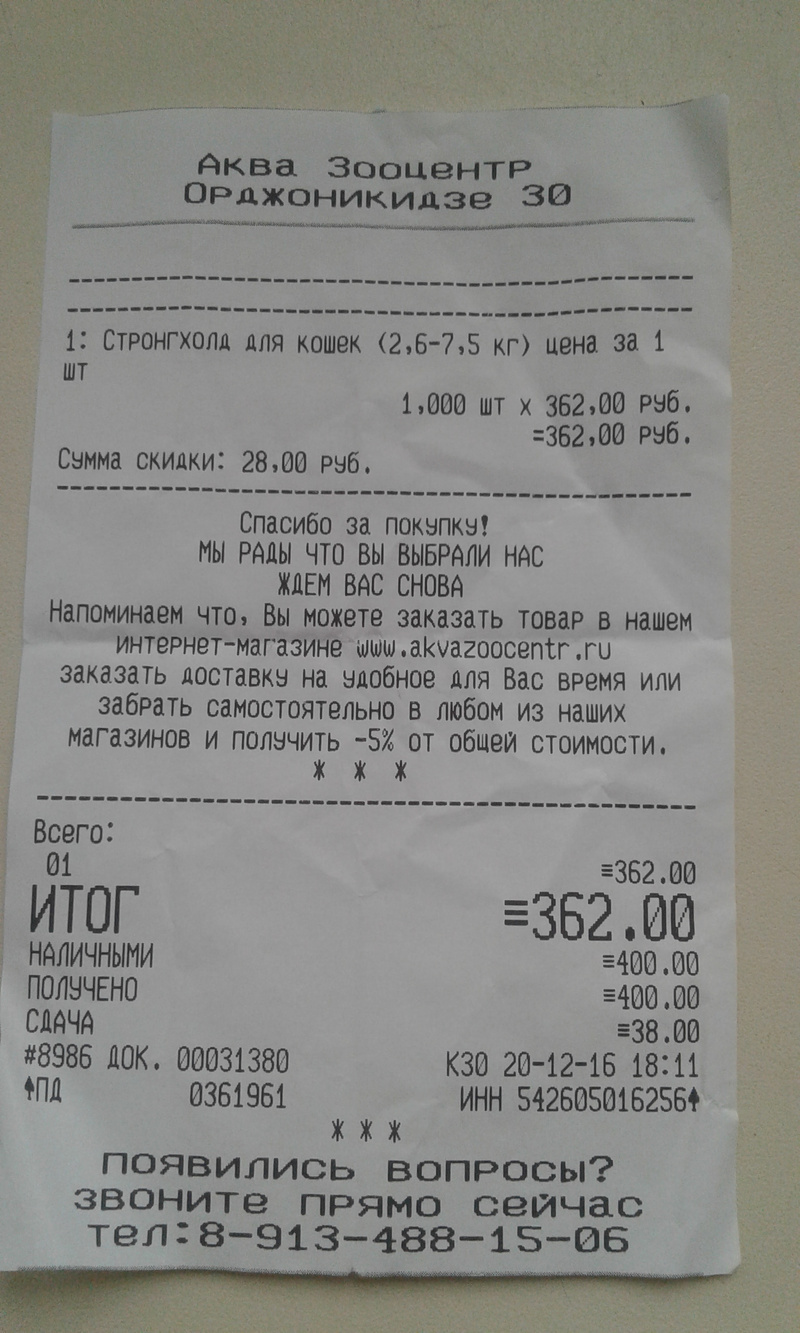 Аква Зооцентр
Орджоникидзе 30
1: Стронгхолд для кошек (2,6-7,5 кг) цена за 1
шт
1,000 шт х 362,00 руб.
=362,00 руб.
Сумма скидки: 28,00 руб.
Спасибо за покупку!
МЫ РАДЫ ЧТО ВЫ ВЫБРАЛИ НАС
ЖДЕМ ВАС СНОВА
Напоминаем что, Вы можете заказать товар в нашем
интернет-магазине www.akvazoocentr.ru
заказать доставку на удобное для Вас время или
забрать самостоятельно в любом из наших
магазинов и получить -5% от общей стоимости.
* * *
Всего:
01 ≡362.00
ИТОГ ≡362.00
НАЛИЧНЫМИ ≡400.00
ПОЛУЧЕНО ≡400.00
СДАЧА ≡38.00
#8986 ДОК. 00031380 К30 20-12-16 18:11
↑ПД 0361961 ИНН 542605016256↑
* * *
ПОЯВИЛИСЬ ВОПРОСЫ?
ЗВОНИТЕ ПРЯМО СЕЙЧАС
тел:8-913-488-15-06